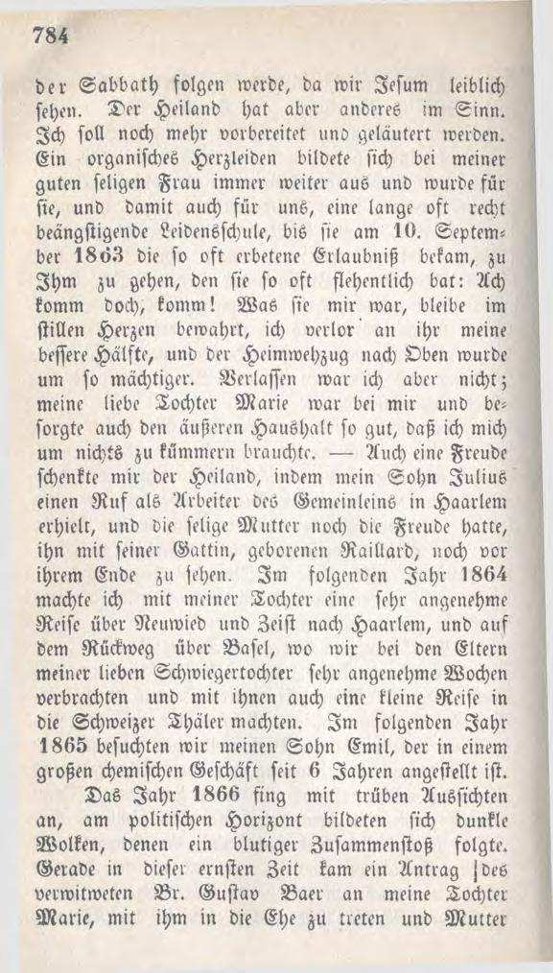 784
der Sabbath folgen werde, da wir Jesum leiblich
sehen. Der Heiland hat aber anderes im Sinn.
Ich soll noch mehr vorbereitet und geläutert werden.
Ein organisches Herzleiden bildete sich bei meiner
guten seligen Frau immer weiter aus und wurde für
sie, und damit auch für uns, eine lange oft recht
beängstigende Leidensschule, bis sie am 10. Septem-
ber 1863 die so oft erbetene Erlaubniß bekam, zu
Ihm zu gehen, den sie so oft flehentlich bat: Ach
komm doch, komm! Was sie mir war, bleibe im
stillen Herzen bewahrt, ich verlor an ihr meine
bessere Hälfte, und der Heimwehzug nach Oben wurde
um so mächtiger. Verlassen war ich aber nicht;
meine liebe Tochter Marie war bei mir und be-
sorgte auch den äußeren Haushalt so gut, daß ich mich
um nichts zu kümmern brauchte. — Auch eine Freude
schenkte mir der Heiland, indem mein Sohn Julius
einen Ruf als Arbeiter des Gemeinleins in Haarlem
erhielt, und die selige Mutter noch die Freude hatte,
ihn mit seiner Gattin, geborenen Raillard, noch vor
ihrem Ende zu sehen. Im folgenden Jahr 1864
machte ich mit meiner Tochter eine sehr angenehme
Reise über Neuwied und Zeist nach Haarlem, und auf
dem Rückweg über Basel, wo wir bei den Eltern
meiner lieben Schwiegertochter sehr angenehme Wochen
verbrachten und mit ihnen auch eine kleine Reise in
die Schweizer Thäler machten. Im folgenden Jahr
1865 besuchten wir meinen Sohn Emil, der in einem
großen chemischen Geschäft seit 6 Jahren angestellt ist.
Das Jahr 1866 fing mit trüben Aussichten
an, am politischen Horizont bildeten sich dunkle
Wolken, denen ein blutiger Zusammenstoß folgte.
Gerade in dieser ernsten Zeit kam ein Antrag des
verwitweten Br. Gustav Baer an meine Tochter
Marie, mit ihm in die Ehe zu treten und Mutter